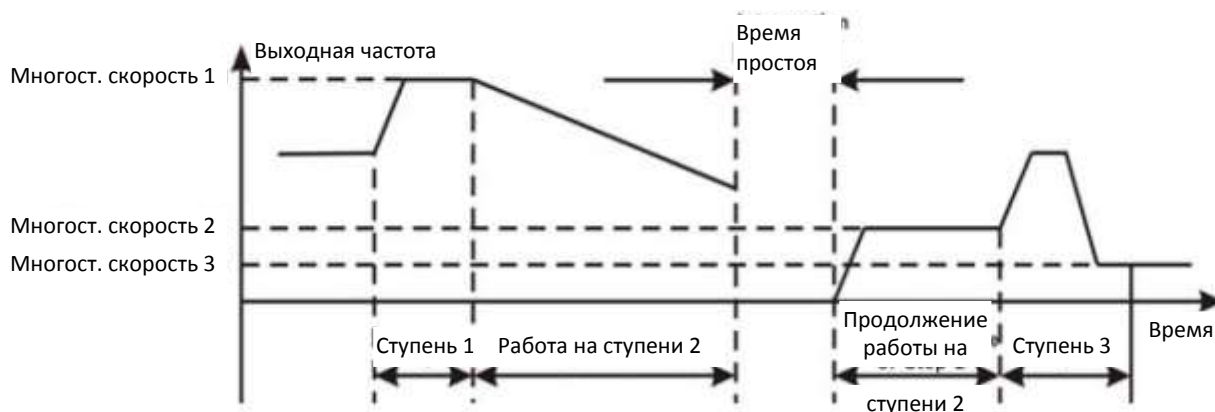 Выходная частота
Время
простоя
Многост. скорость 1
Многост. скорость 2
Многост. скорость 3
Время
Ступень 1
Работа на ступени 2
Продолжение
работы на
ступени 2
Ступень 3